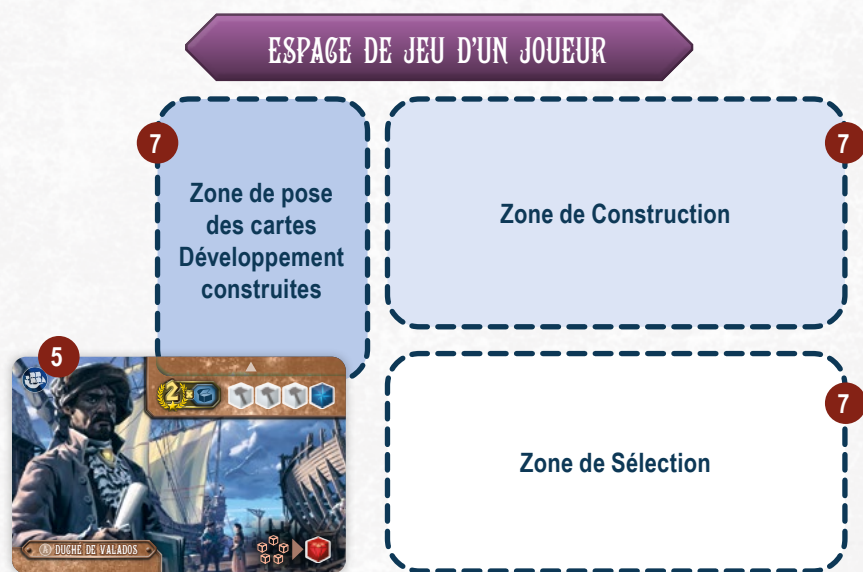 ESPACE DE JEU D'UN JOUEUR
7
Zone de pose
des cartes
Développement
construites
7
Zone de Construction
5
2 x
A DUCHÉ DE VALADOS
7
Zone de Sélection